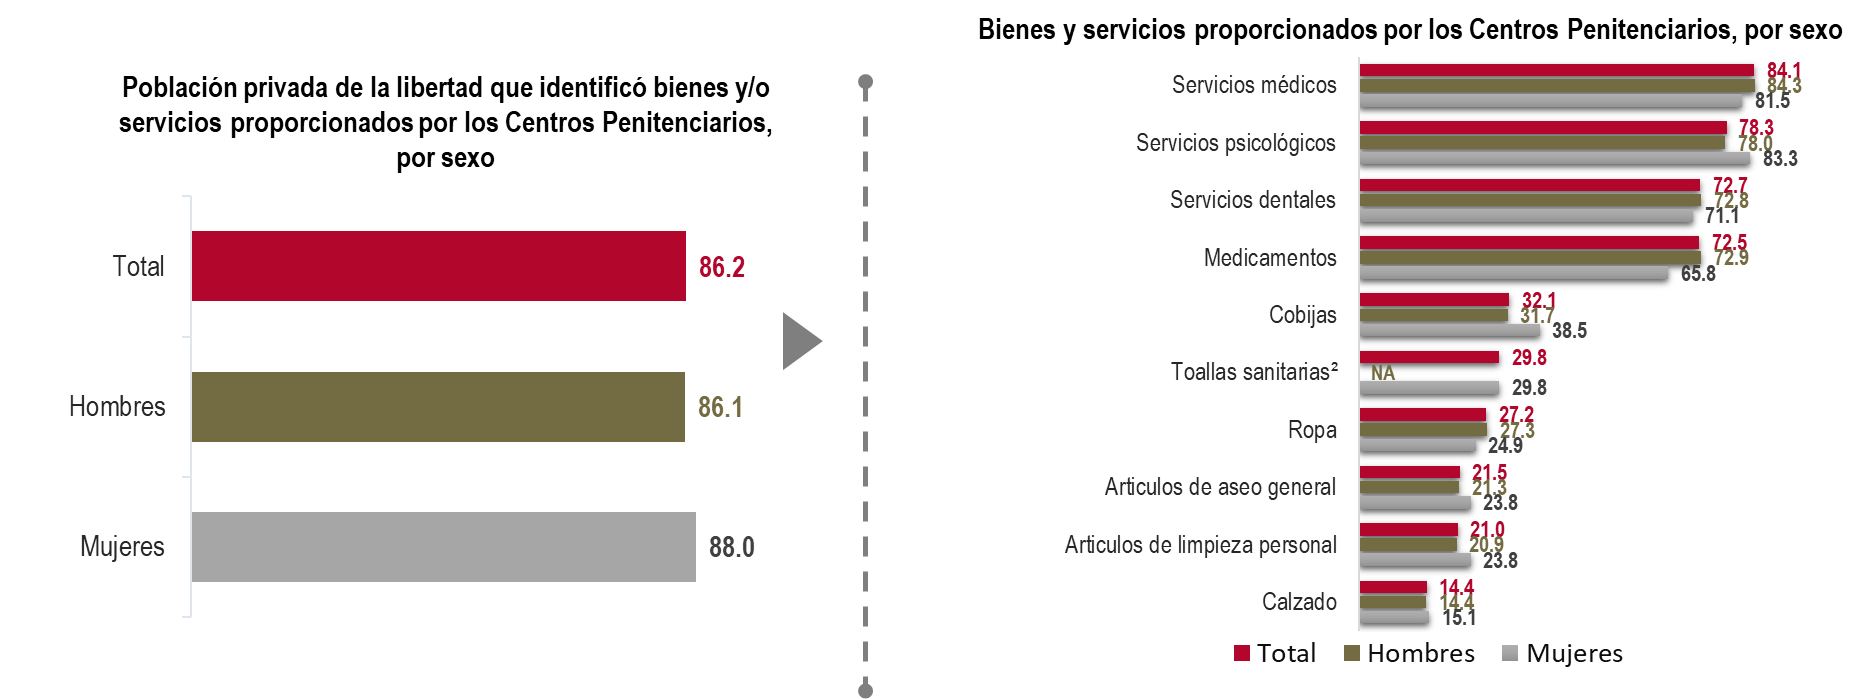 Población privada de la libertad que identificó bienes y/o
servicios proporcionados por los Centros Penitenciarios,
por sexo
Total
86.2
Hombres
86.1
Mujeres
88.0
Bienes y servicios proporcionados por los Centros Penitenciarios, por sexo
Servicios médicos
84.1
84.3
81.5
Servicios psicológicos
78.3
78.0
83.3
Servicios dentales
72.7
72.8
71.1
Medicamentos
72.5
72.9
65.8
Cobijas
32.1
31.7
38.5
Toallas sanitarias²
29.8
NA
29.8
Ropa
27.2
27.3
24.9
Articulos de aseo general
21.5
21.3
23.8
Articulos de limpieza personal
21.0
20.9
23.8
Calzado
14.4
14.4
15.1
Total Hombres Mujeres